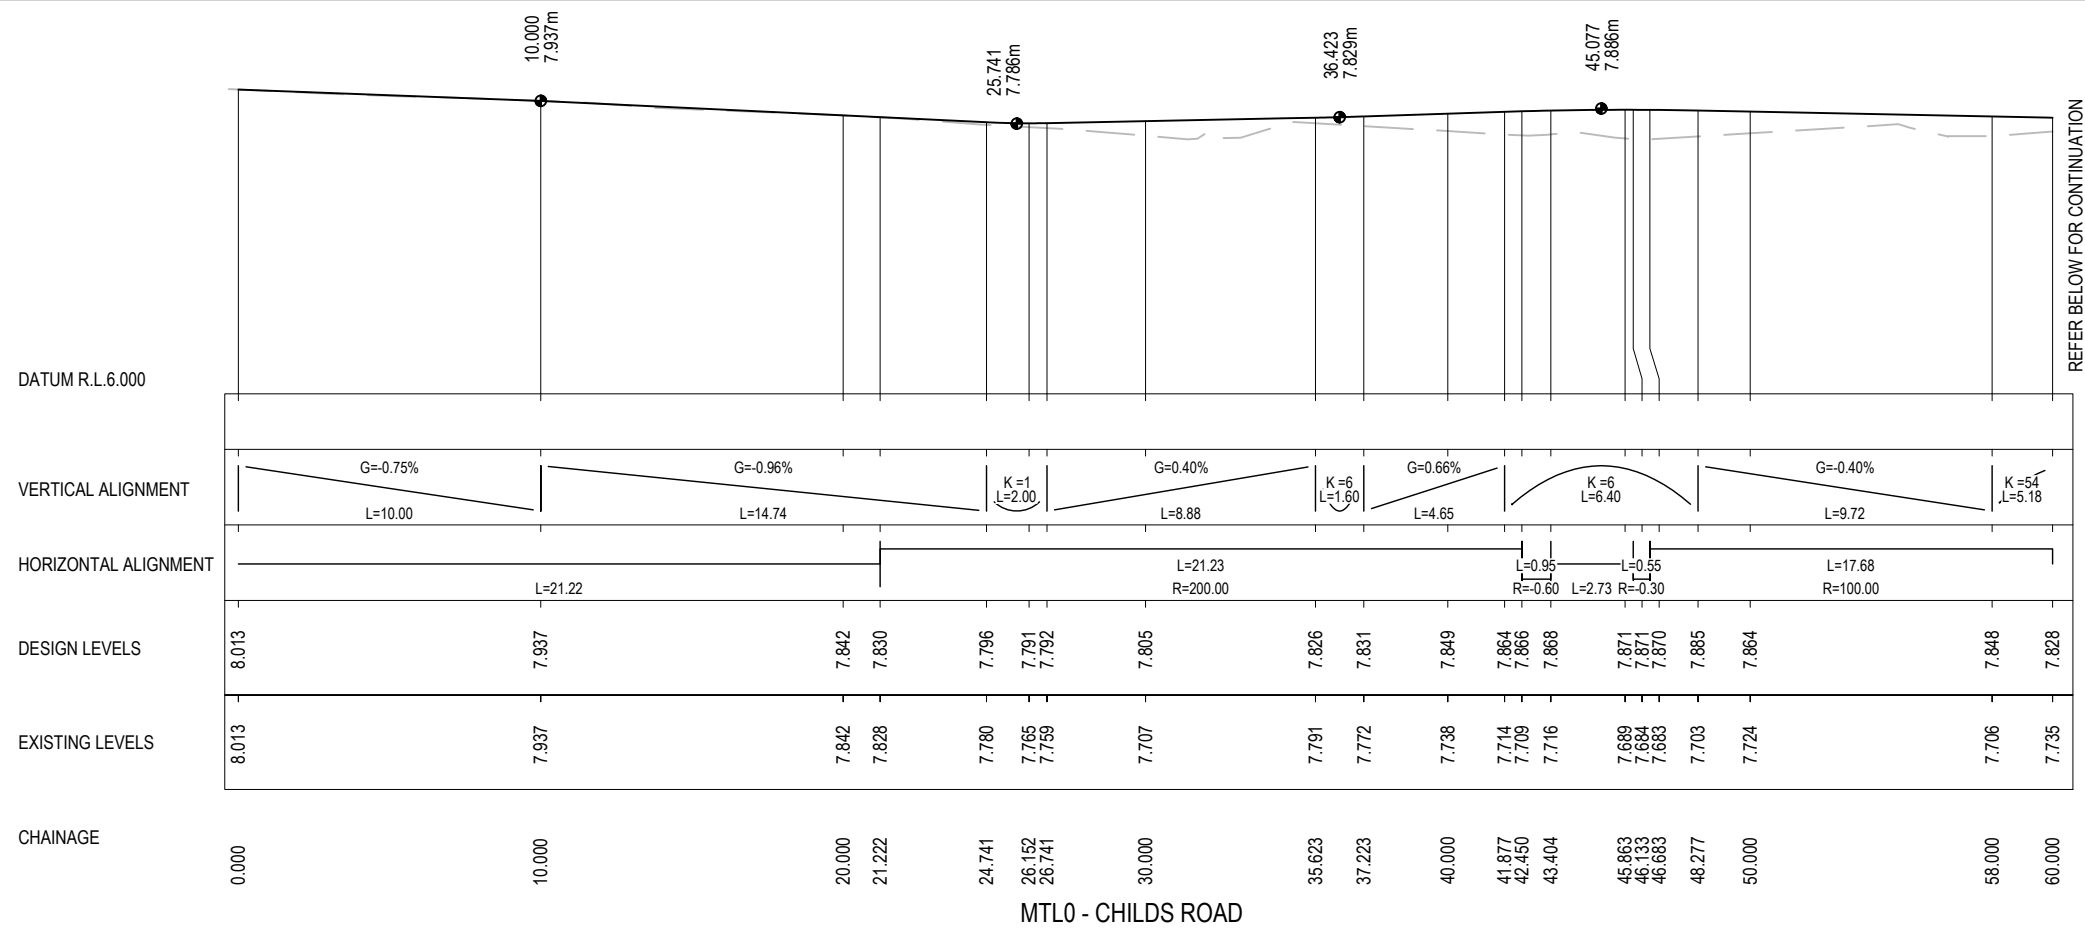 10.000
7.937m
25.741
7.786m
36.423
7.829m
45.077
7.886m
REFER BELOW FOR CONTINUATION
DATUM R.L.6.000
VERTICAL ALIGNMENT
G=-0.75%
L=10.00
G=-0.96%
L=14.74
K =1
L=2.00
G=0.40%
L=8.88
K =6
L=1.60
G=0.66%
L=4.65
K =6
L=6.40
G=-0.40%
L=9.72
K =54
L=5.18
HORIZONTAL ALIGNMENT
L=21.22
L=21.23
R=200.00
L=0.95
R=-0.60
L=2.73
L=0.55
R=-0.30
L=17.68
R=100.00
DESIGN LEVELS
8.013
7.937
7.842
7.830
7.796
7.791
7.792
7.805
7.826
7.831
7.849
7.864
7.866
7.868
7.871
7.871
7.870
7.885
7.864
7.848
7.828
EXISTING LEVELS
8.013
7.937
7.842
7.828
7.780
7.765
7.759
7.707
7.791
7.772
7.738
7.714
7.709
7.716
7.689
7.684
7.683
7.703
7.724
7.706
7.735
CHAINAGE
0.000
10.000
20.000
21.222
24.741
26.152
26.741
30.000
35.623
37.223
40.000
41.877
42.450
43.404
45.863
46.133
46.683
48.277
50.000
58.000
60.000
MTL0 - CHILDS ROAD